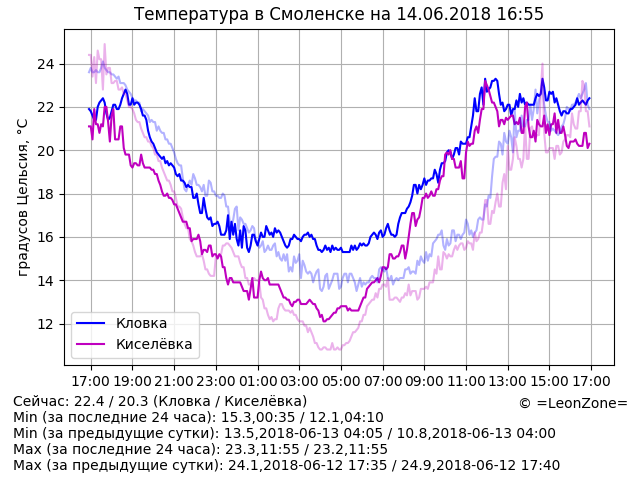 Температура в Смоленске на 14.06.2018 16:55
градусов Цельсия, °C
24
22
20
18
16
14
12
Кловка
Киселёвка
17:00 19:00 21:00 23:00 01:00 03:00 05:00 07:00 09:00 11:00 13:00 15:00 17:00
Сейчас: 22.4 / 20.3 (Кловка / Киселёвка)
© =LeonZone=
Min (за последние 24 часа): 15.3,00:35 / 12.1,04:10
Min (за предыдущие сутки): 13.5,2018-06-13 04:05 / 10.8,2018-06-13 04:00
Max (за последние 24 часа): 23.3,11:55 / 23.2,11:55
Max (за предыдущие сутки): 24.1,2018-06-12 17:35 / 24.9,2018-06-12 17:40